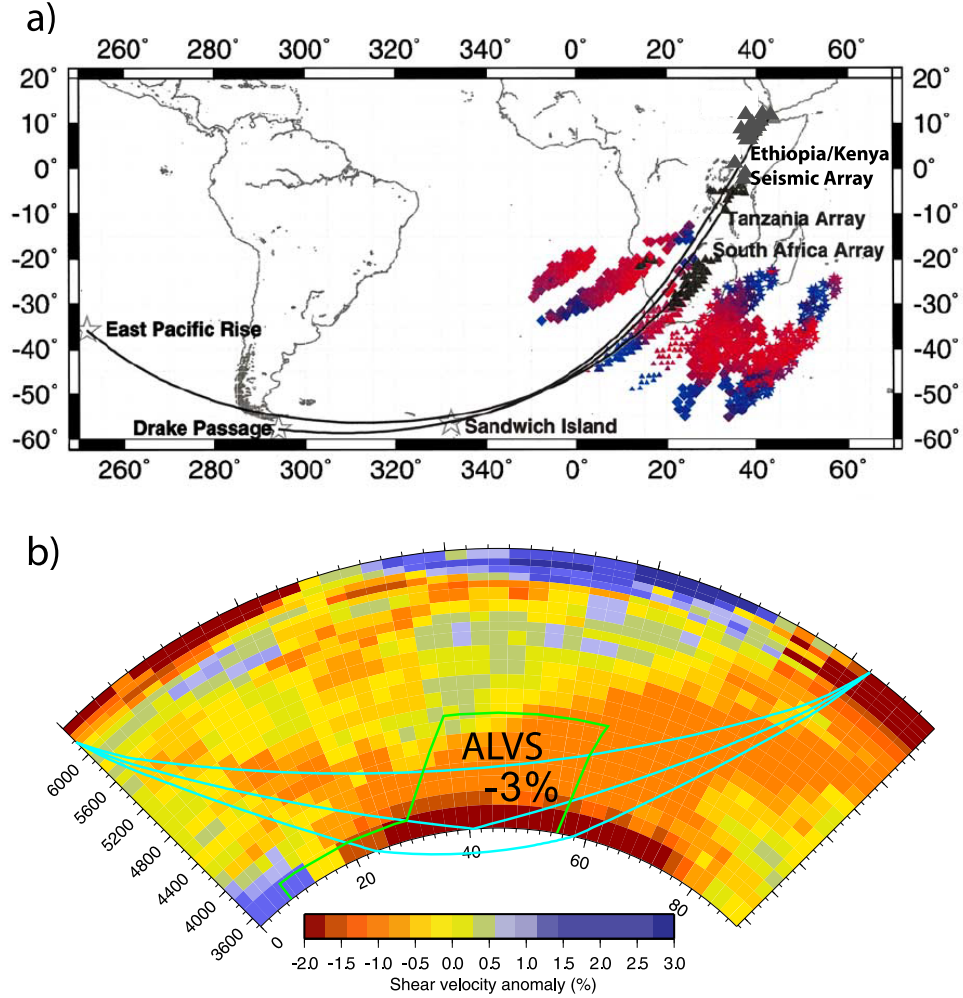 a)
260° 280° 300° 320° 340° 0° 20° 40° 60°
20° 20°
10° 10°
Ethiopia/Kenya
0° 0°
Seismic Array
-10° -10°
Tanzania Array
South Africa Array
-20° -20°
-30° -30°
East Pacific Rise
-40° -40°
-50° -50°
Drake Passage
Sandwich Island
-60° -60°
260° 280° 300° 320° 340° 0° 20° 40° 60°
b)
ALVS
-3%
6000
5600
5200
4800
4400
4000
3600
0
20
40
60
80
-2.0 -1.5 -1.0 -0.5 0.0 0.5 1.0 1.5 2.0 2.5 3.0
Shear velocity anomaly (%)